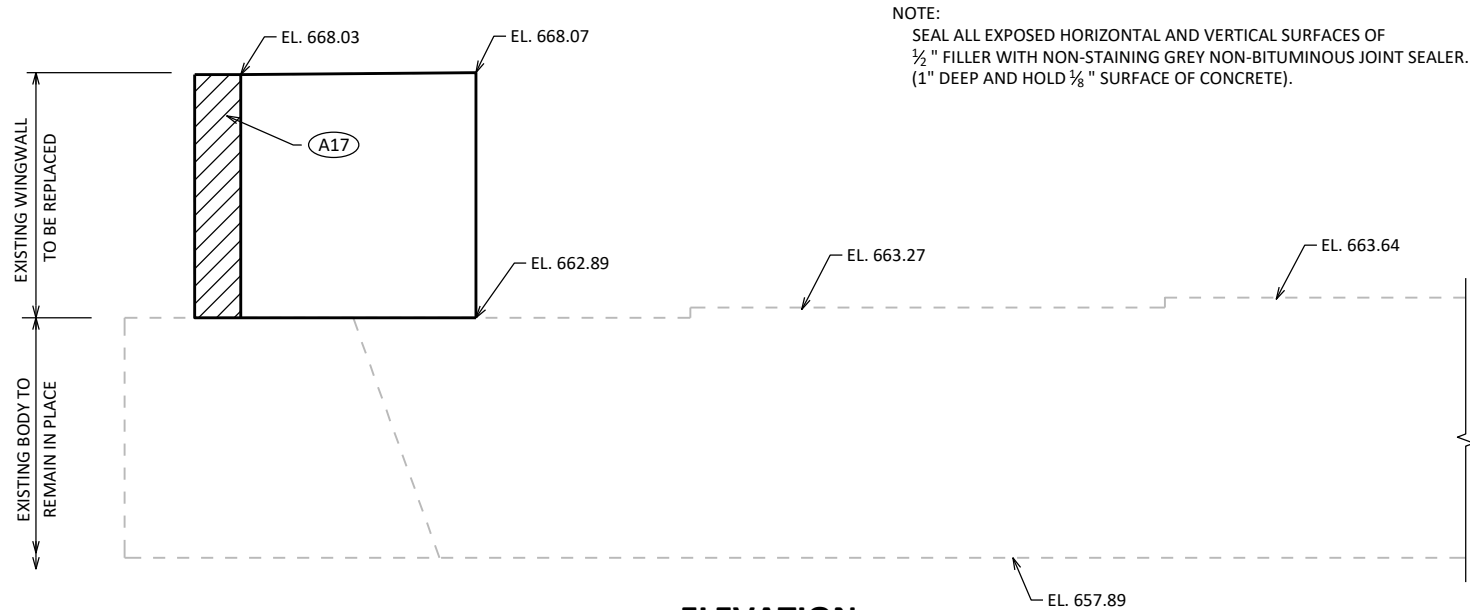 NOTE:
SEAL ALL EXPOSED HORIZONTAL AND VERTICAL SURFACES OF
½ " FILLER WITH NON-STAINING GREY NON-BITUMINOUS JOINT SEALER.
(1" DEEP AND HOLD ⅛ " SURFACE OF CONCRETE).
EL. 668.03
EL. 668.07
A17
EXISTING WINGWALL
TO BE REPLACED
EL. 662.89
EL. 663.27
EL. 663.64
EXISTING BODY TO
REMAIN IN PLACE
EL. 657.89
ELEVATION